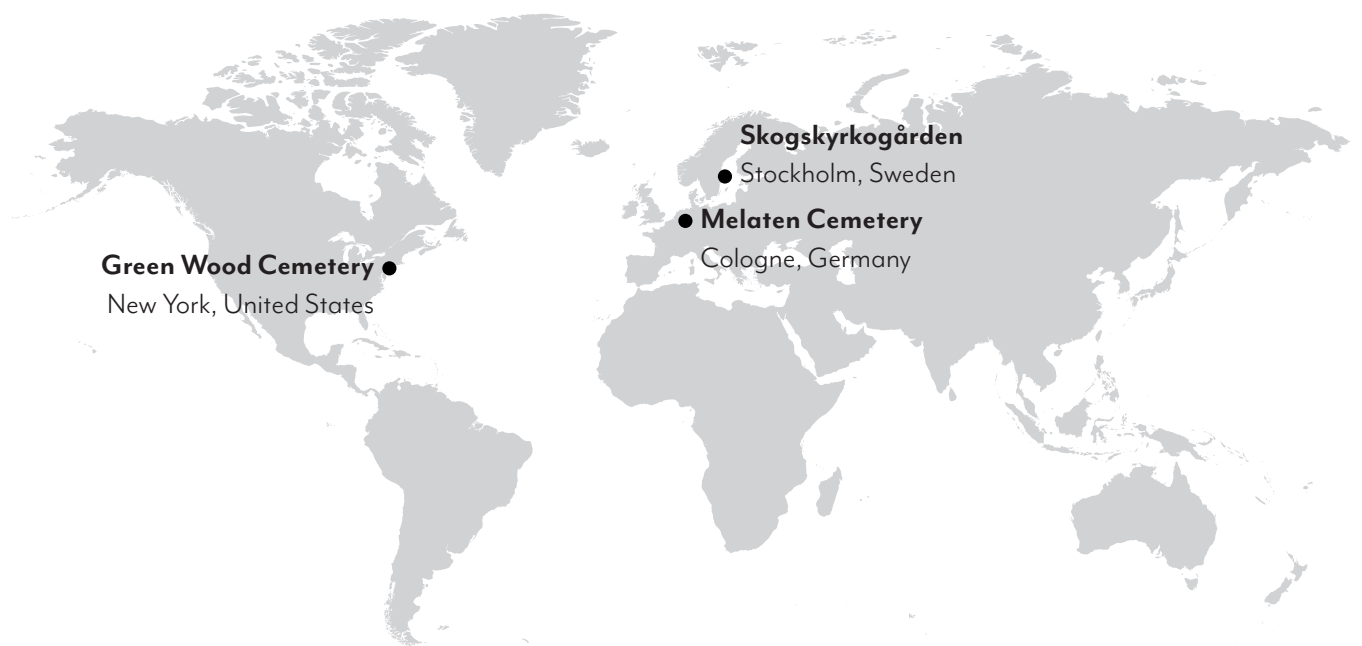 Skogskyrkogården
Stockholm, Sweden
Melaten Cemetery
Cologne, Germany
Green Wood Cemetery
New York, United States